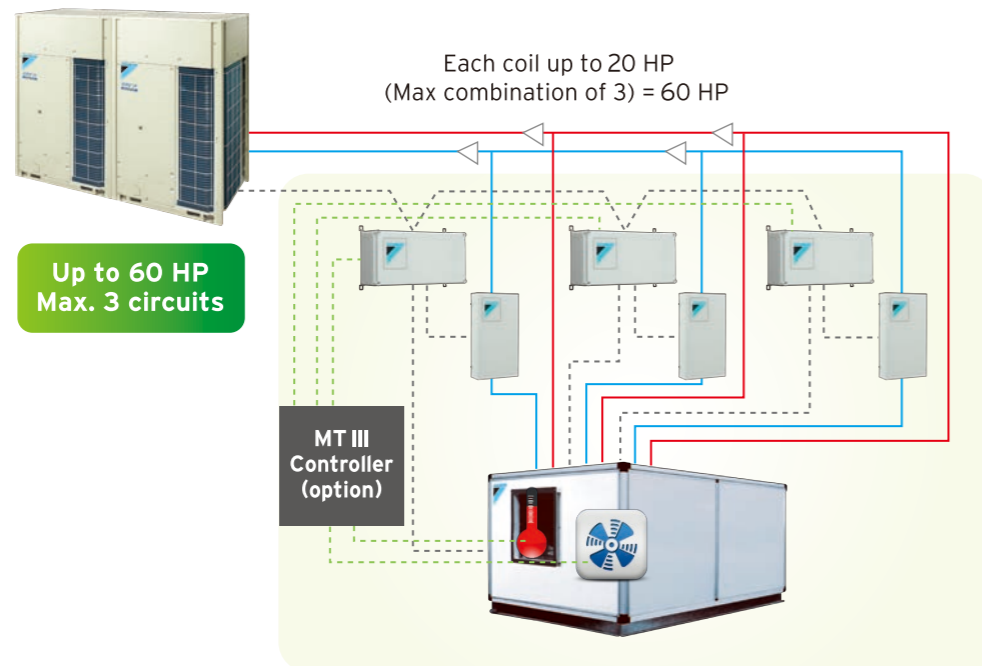 Each coil up to 20 HP
(Max combination of 3) = 60 HP
Up to 60 HP
Max. 3 circuits
MT III
Controller
(option)